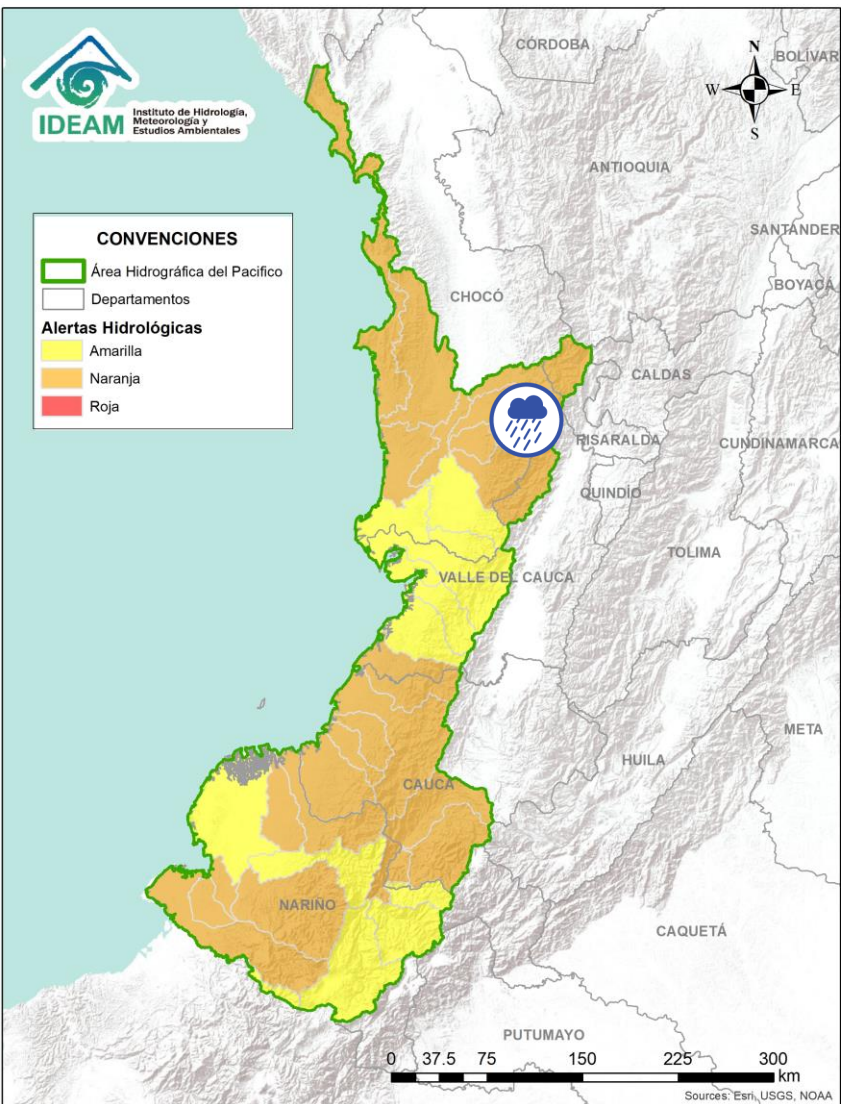 IDEAM
Instituto de Hidrología,
Meteorología y
Estudios Ambientales
CÓRDOBA
BOLÍVAR
N
W
E
S
ANTIOQUIA
SANTANDER
BOYACÁ
CONVENCIONES
Área Hidrográfica del Pacifico
Departamentos
Alertas Hidrológicas
Amarilla
Naranja
Roja
CHOCÓ
CALDAS
RISARALDA
CUNDINAMARCA
QUINDÍO
TOLIMA
VALLE DEL CAUCA
META
HUILA
CAUCA
NARIÑO
CAQUETÁ
PUTUMAYO
0 37.5 75 150 225 300
km
Sources: Esri, USGS, NOAA